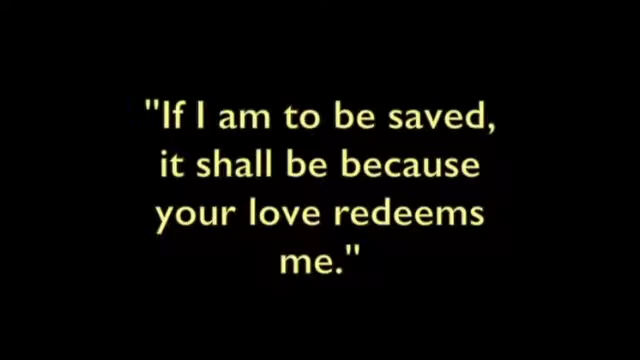 "If I am to be saved,
it shall be because
your love redeems
me."